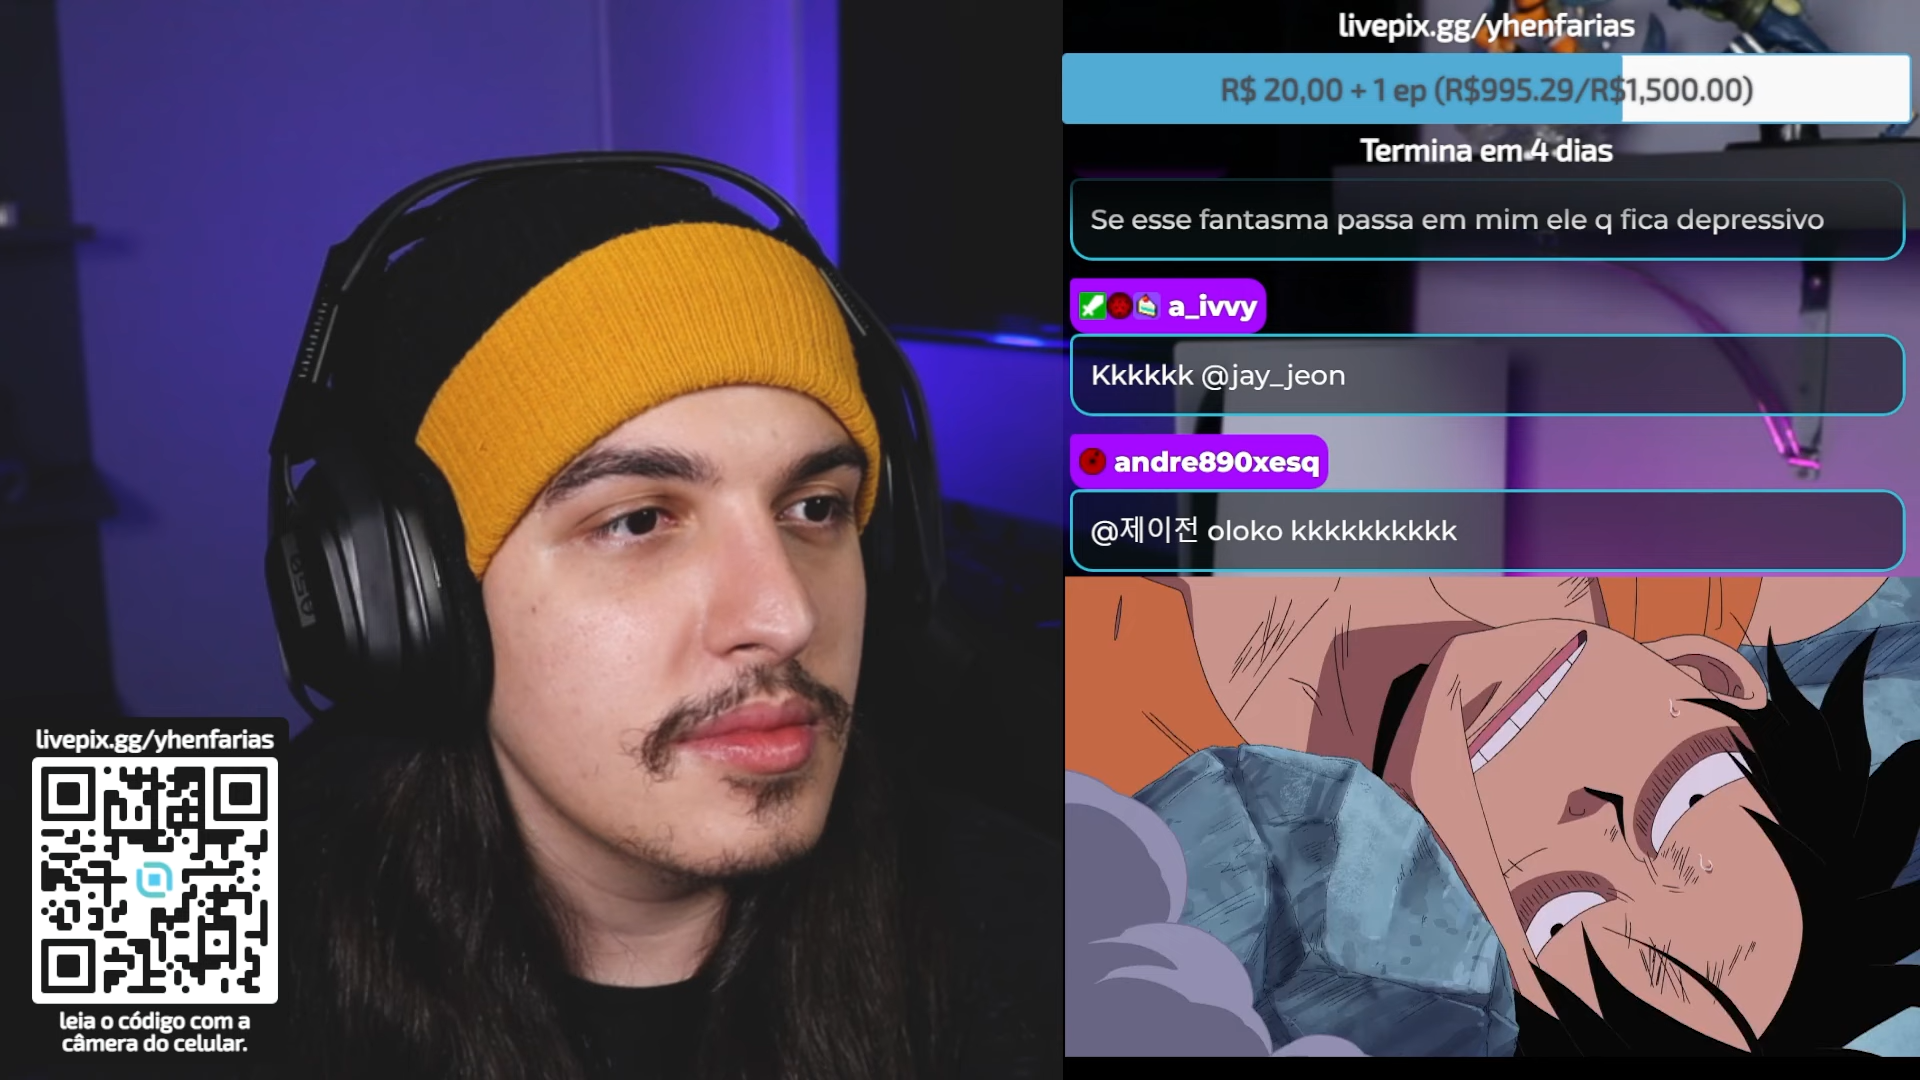 livepix.gg/yhenfarias
R$ 20,00 + 1 ep (R$995.29/R$1,500.00)
Termina em 4 dias
Se esse fantasma passa em mim ele q fica depressivo
a_ivvy
Kkkkkk @jay_jeon
andre890xesq
@제이전 oloko kkkkkkkkkk
livepix.gg/yhenfarias
leia o código com a
câmera do celular.